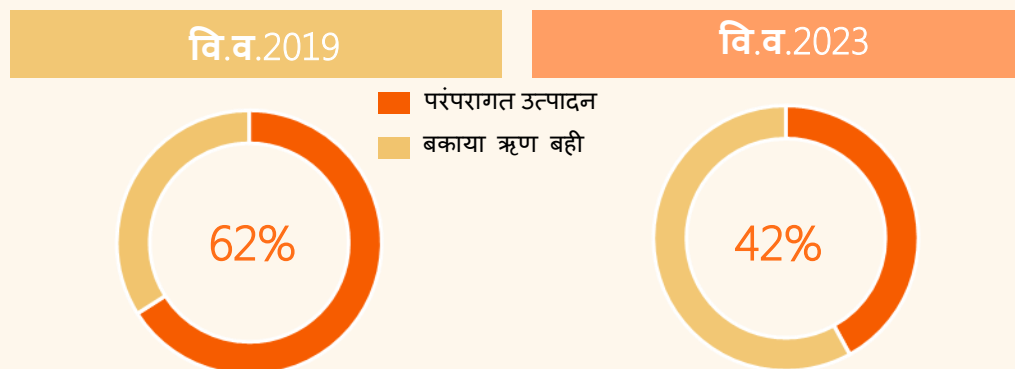 वि.व.2019
वि.व.2023
परंपरागत उत्पादन
बकाया ऋण बही
62%
42%